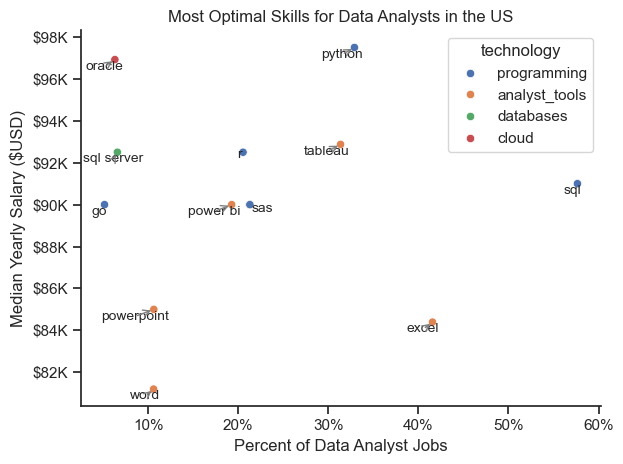 Most Optimal Skills for Data Analysts in the US
Median Yearly Salary ($USD)
$98K
$96K
$94K
$92K
$90K
$88K
$86K
$84K
$82K
technology
programming
analyst_tools
databases
cloud
python
oracle
tableau
r
sql server
sql
go
power bi
sas
powerpoint
excel
word
10%
20%
30%
40%
50%
60%
Percent of Data Analyst Jobs